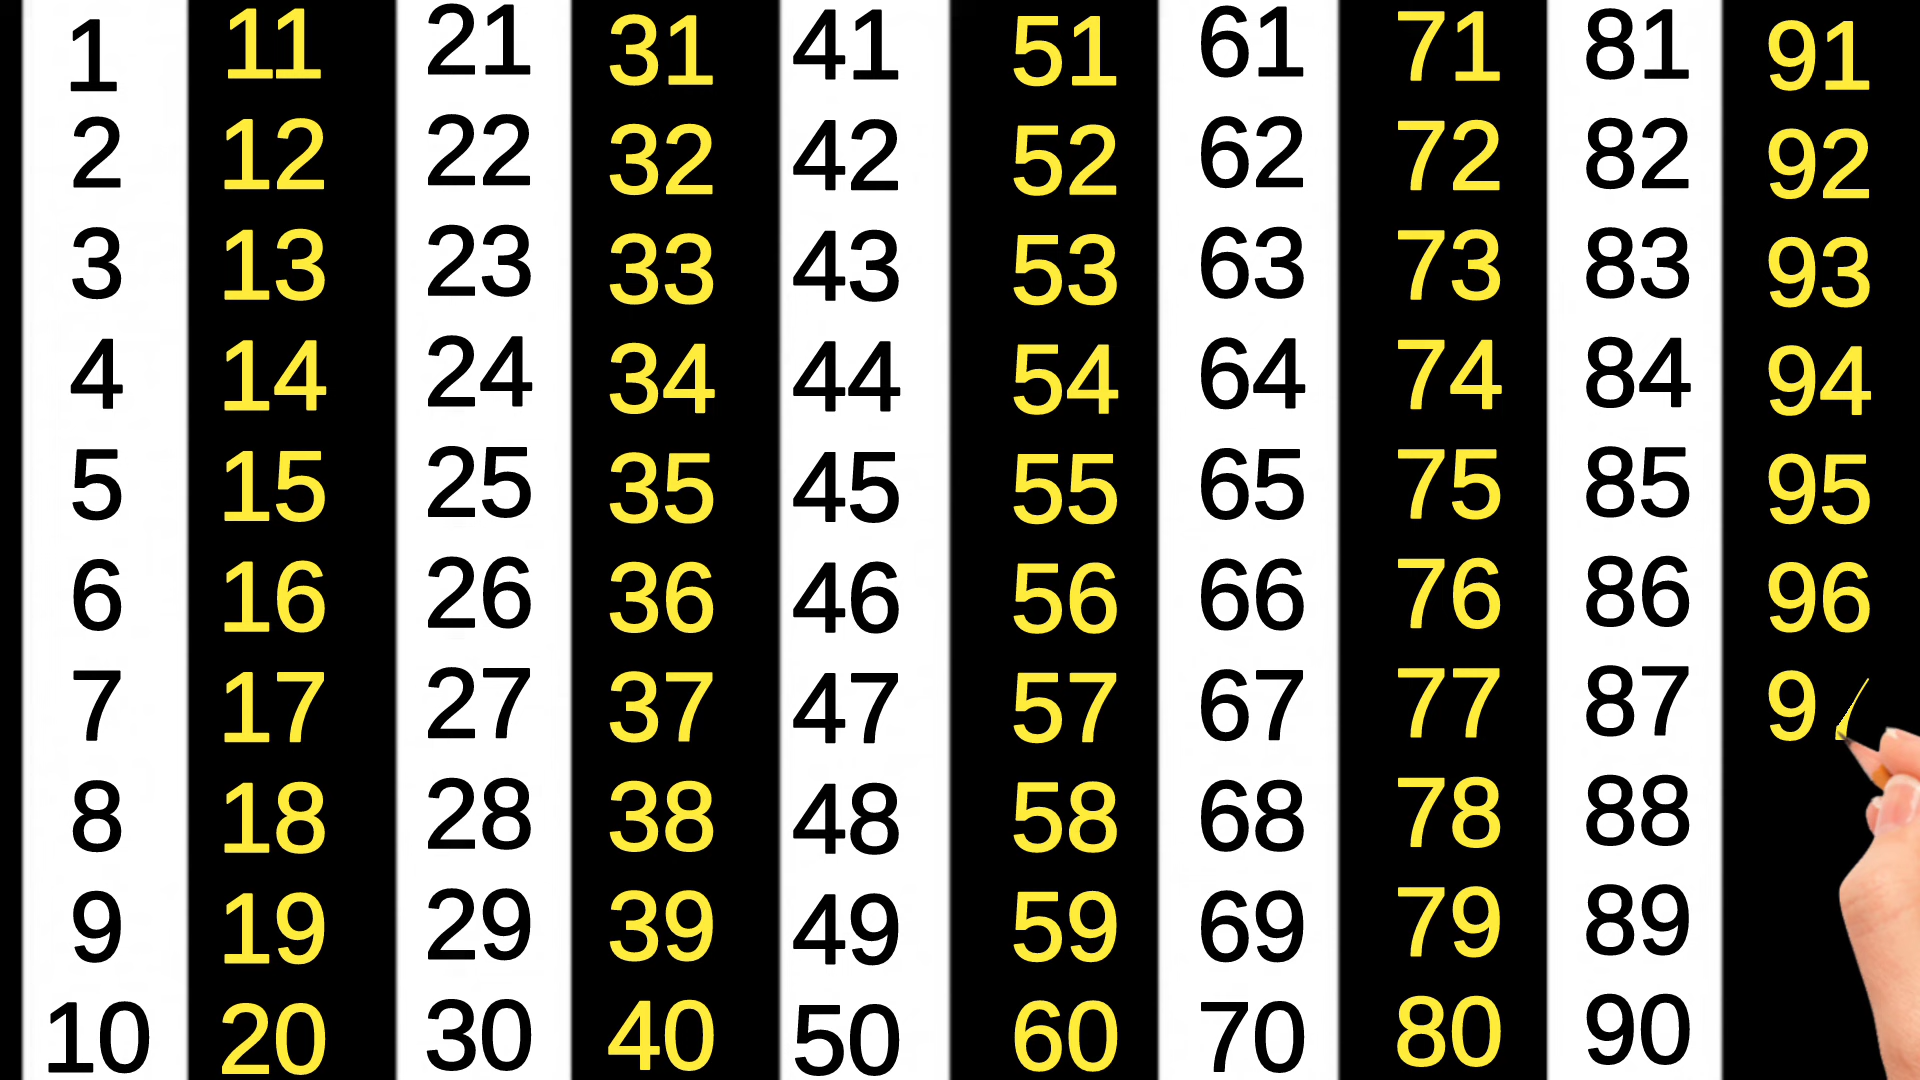 1 11 21 31 41 51 61 71 81 91
2 12 22 32 42 52 62 72 82 92
3 13 23 33 43 53 63 73 83 93
4 14 24 34 44 54 64 74 84 94
5 15 25 35 45 55 65 75 85 95
6 16 26 36 46 56 66 76 86 96
7 17 27 37 47 57 67 77 87 9
8 18 28 38 48 58 68 78 88
9 19 29 39 49 59 69 79 89
10 20 30 40 50 60 70 80 90